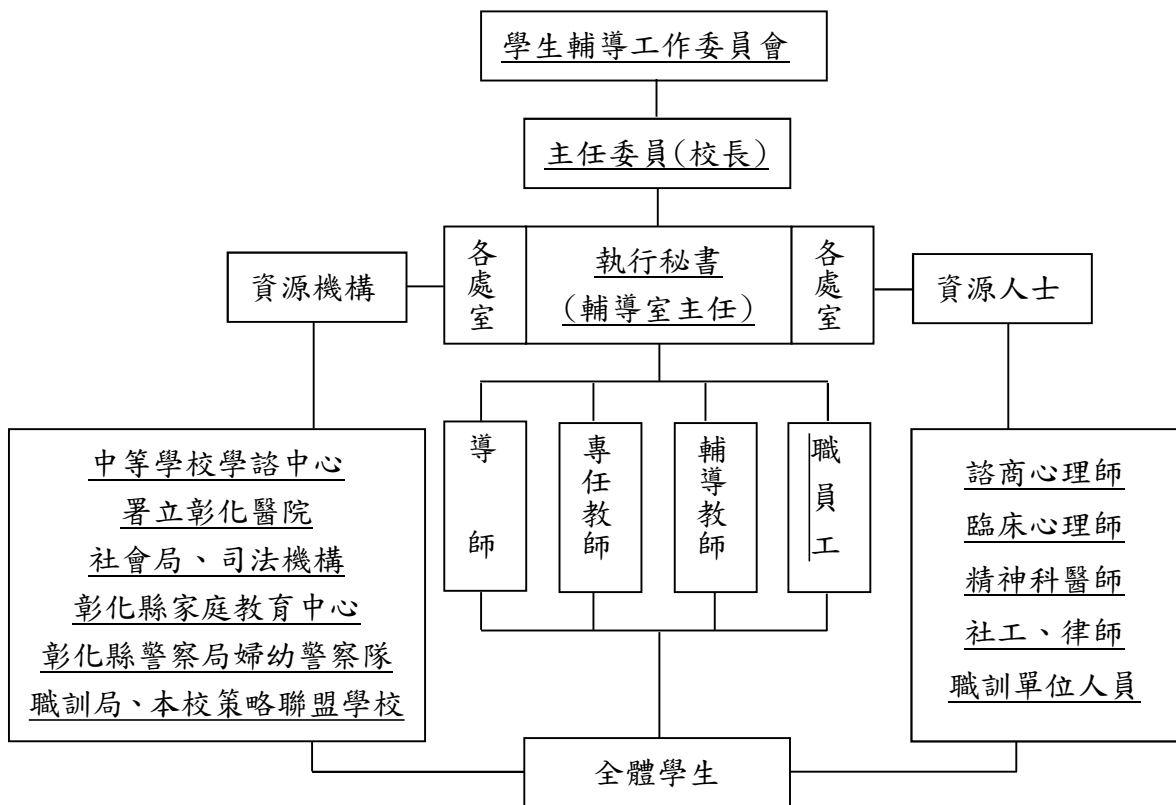 學生輔導工作委員會
主任委員(校長)
資源機構
各處室
執行秘書
(輔導室主任)
各處室
資源人士
導師
專任教師
輔導教師
職員工
中等學校學諮中心
署立彰化醫院
社會局、司法機構
彰化縣家庭教育中心
彰化縣警察局婦幼警察隊
職訓局、本校策略聯盟學校
諮商心理師
臨床心理師
精神科醫師
社工、律師
職訓單位人員
全體學生